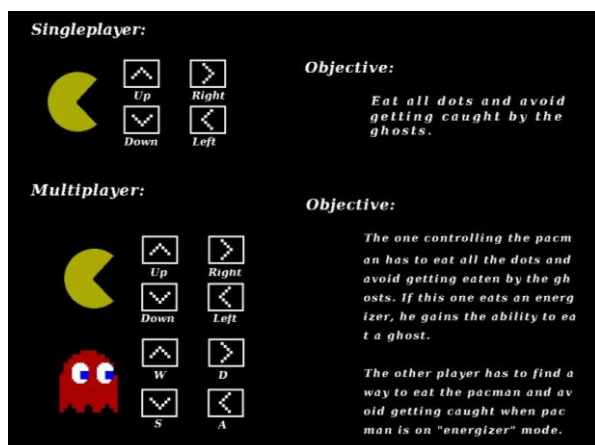 Singleplayer:
Up Right
Down Left
Objective:
Eat all dots and avoid
getting caught by the
ghosts.
Multiplayer:
Up Right
Down Left
W D
S A
Objective:
The one controlling the pacm
an has to eat all the dots and
avoid getting eaten by the gh
osts. If this one eats an energ
izer, he gains the ability to ea
t a ghost.
The other player has to find a
way to eat the pacman and av
oid getting caught when pac
man is on "energizer" mode.